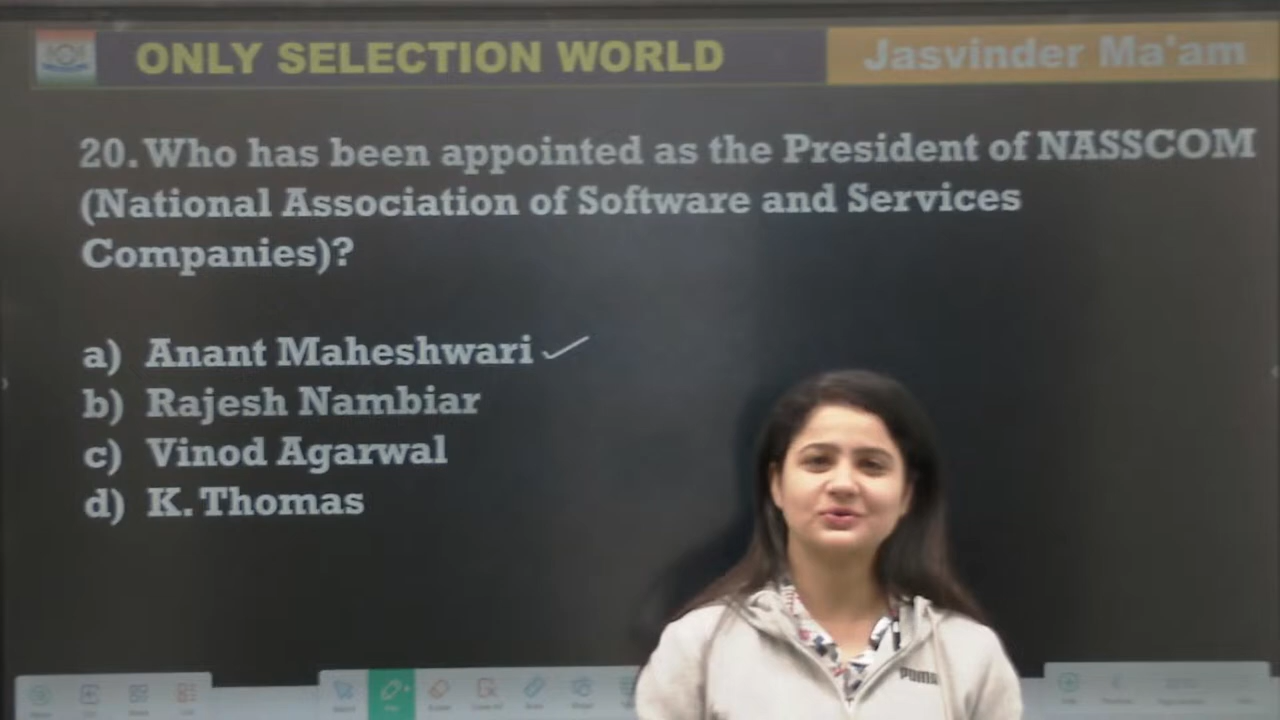 ONLY SELECTION WORLD
Jasvinder Ma'am
20. Who has been appointed as the President of NASSCOM
(National Association of Software and Services
Companies)?
a) Anant Maheshwari
b) Rajesh Nambiar
c) Vinod Agarwal
d) K. Thomas
PUMA